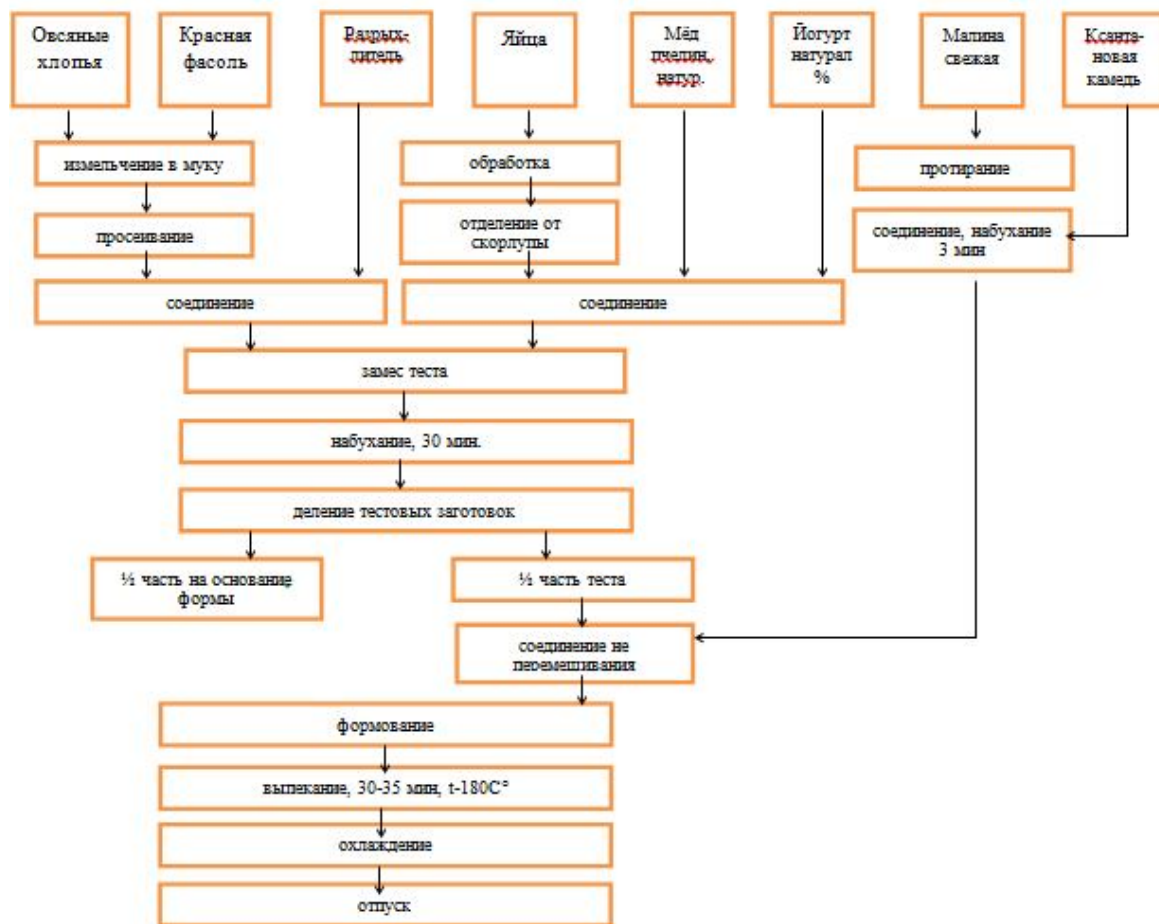 Овсяные
хлопья
Красная
фасоль
Разрых-
литель
Яйца
Мёд
пчелин,
натур.
Йогурт
натурал
%
Малина
свежая
Ксанта-
новая
камедь
измельчение в муку
обработка
протирание
просеивание
отделение от
скорлупы
соединение, набухание
3 мин
соединение
соединение
замес теста
набухание, 30 мин.
деление тестовых заготовок
½ часть на основание
формы
½ часть теста
соединение не
перемешивания
формование
выпекание, 30-35 мин, t-180C°
охлаждение
отпуск